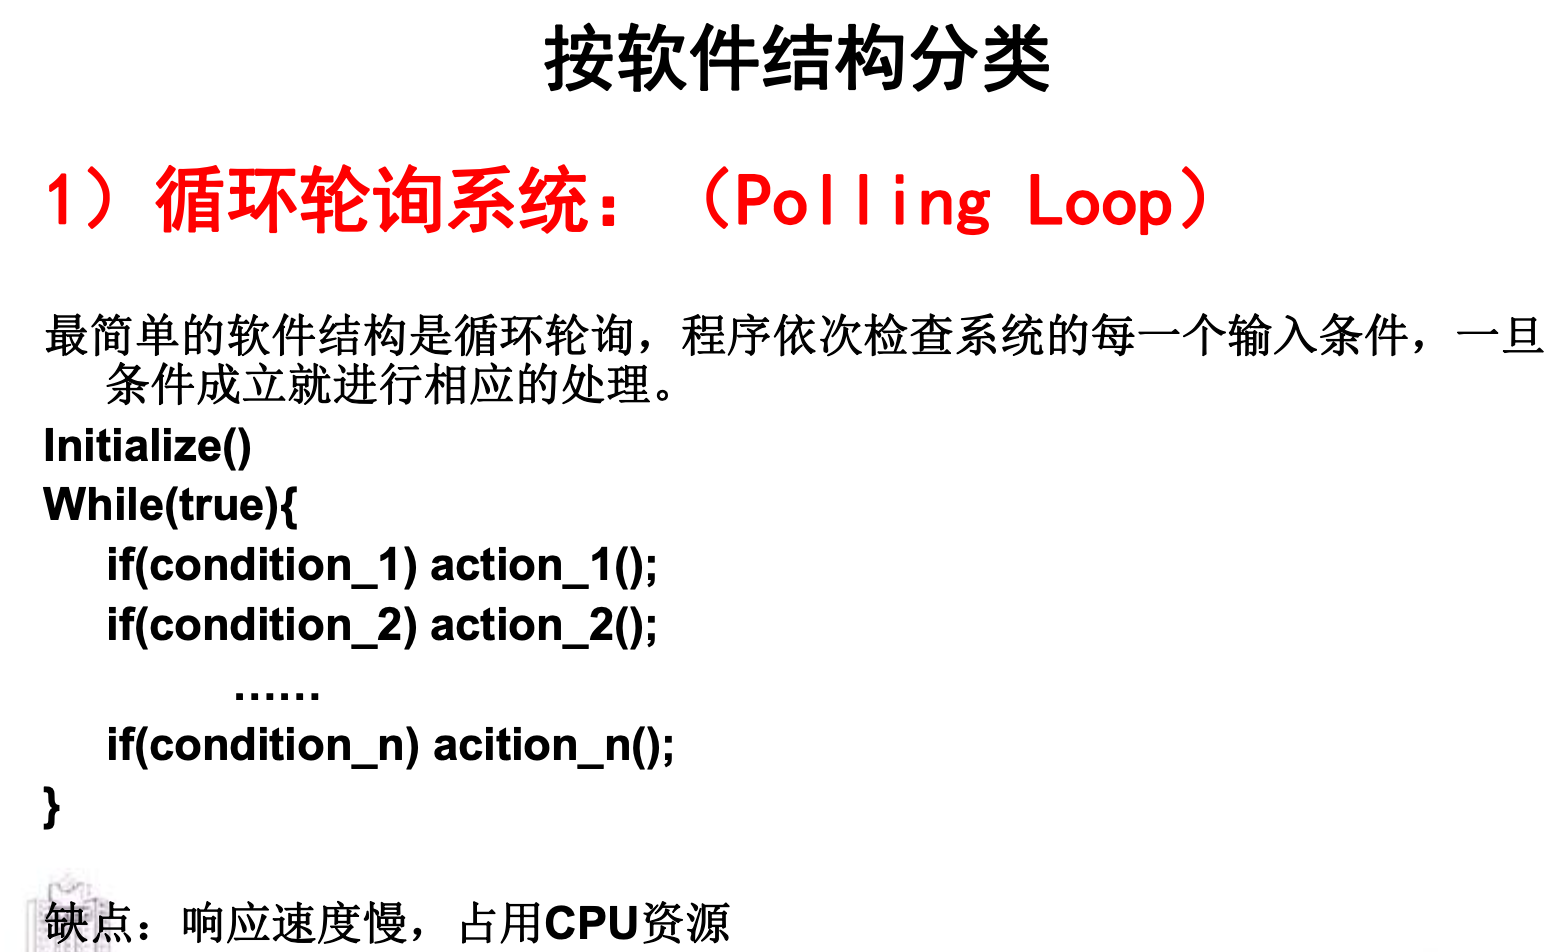 按软件结构分类
1）循环轮询系统：（Polling Loop）
最简单的软件结构是循环轮询，程序依次检查系统的每一个输入条件，一旦
条件成立就进行相应的处理。
Initialize()
While(true){
if(condition_1) action_1();
if(condition_2) action_2();
……
if(condition_n) acition_n();
}
缺点：响应速度慢，占用CPU资源